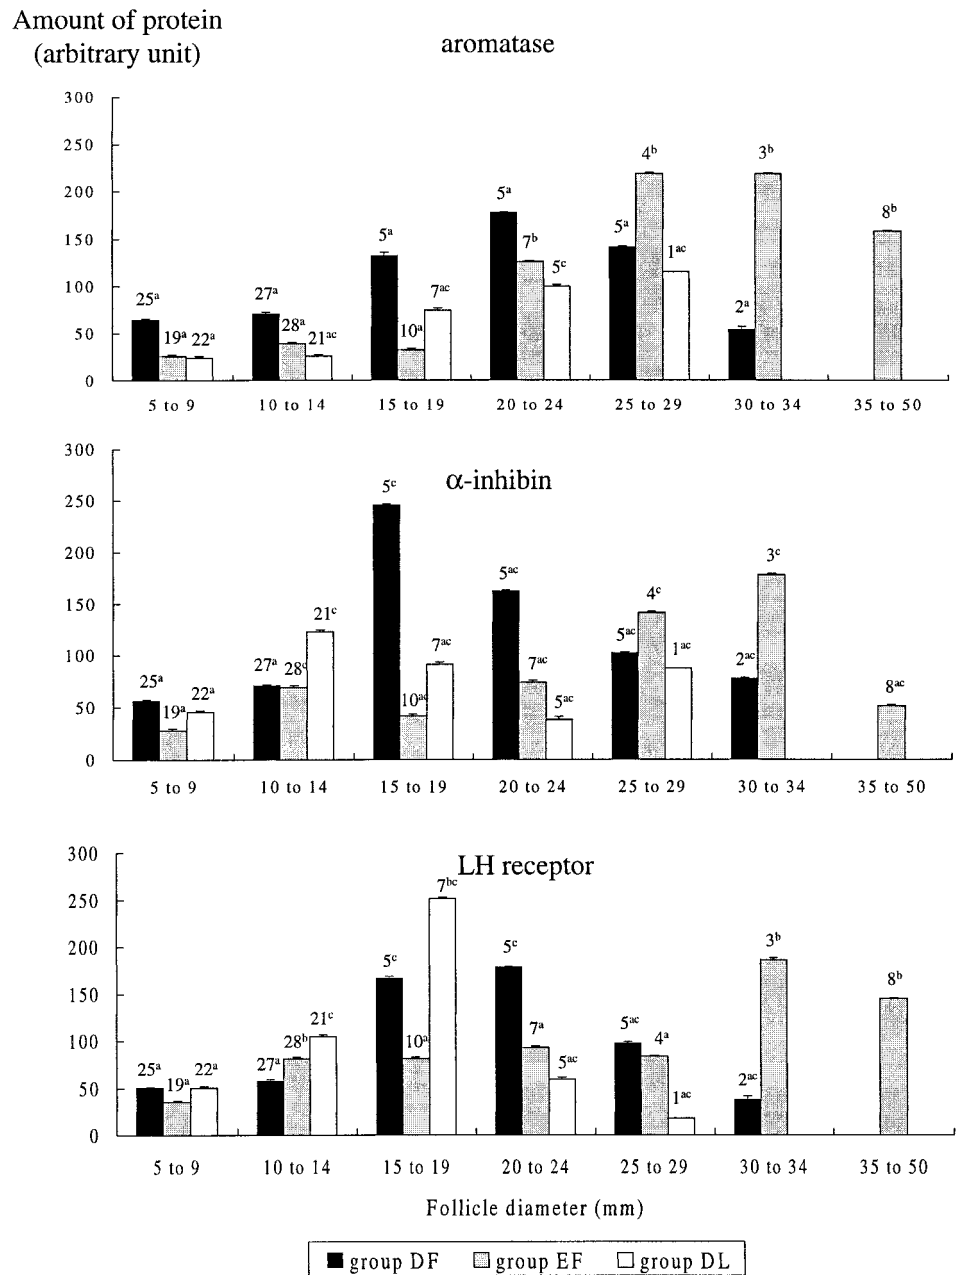 Amount of protein
(arbitrary unit)
aromatase
300
250
200
150
100
50
0
25ᵃ 19ᵃ 22ᵃ 27ᵃ 28ᵃ 21ᵃᶜ 5ᵃ 10ᵃ 7ᵃᶜ 5ᵃ 7ᵇ 5ᶜ 5ᵃ 4ᵇ 1ᵃᶜ 2ᵃ 3ᵇ 8ᵇ
5 to 9 10 to 14 15 to 19 20 to 24 25 to 29 30 to 34 35 to 50
α-inhibin
300
250
200
150
100
50
0
25ᵃ 19ᵃ 22ᵃ 27ᵃ 28ᶜ 21ᶜ 5ᶜ 10ᵃᶜ 7ᵃᶜ 5ᵃᶜ 7ᵃᶜ 5ᵃᶜ 5ᵃᶜ 4ᶜ 1ᵃᶜ 2ᵃᶜ 3ᶜ 8ᵃᶜ
5 to 9 10 to 14 15 to 19 20 to 24 25 to 29 30 to 34 35 to 50
LH receptor
300
250
200
150
100
50
0
25ᵃ 19ᵃ 22ᵃ 27ᵃ 28ᵇ 21ᶜ 5ᶜ 10ᵃ 7ᵇᶜ 5ᶜ 7ᵃ 5ᵃᶜ 5ᵃᶜ 4ᵃ 1ᵃᶜ 2ᵃᶜ 3ᵇ 8ᵇ
5 to 9 10 to 14 15 to 19 20 to 24 25 to 29 30 to 34 35 to 50
Follicle diameter (mm)
group DF group EF group DL